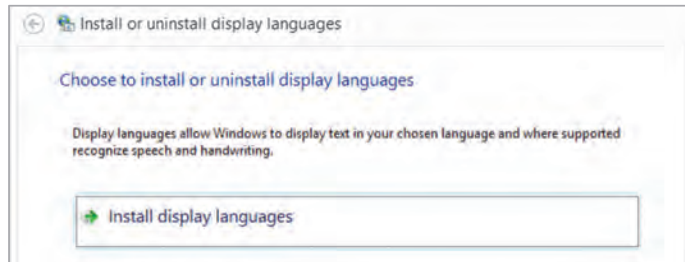 Install or uninstall display languages
Choose to install or uninstall display languages
Display languages allow Windows to display text in your chosen language and where supported
recognize speech and handwriting.
Install display languages